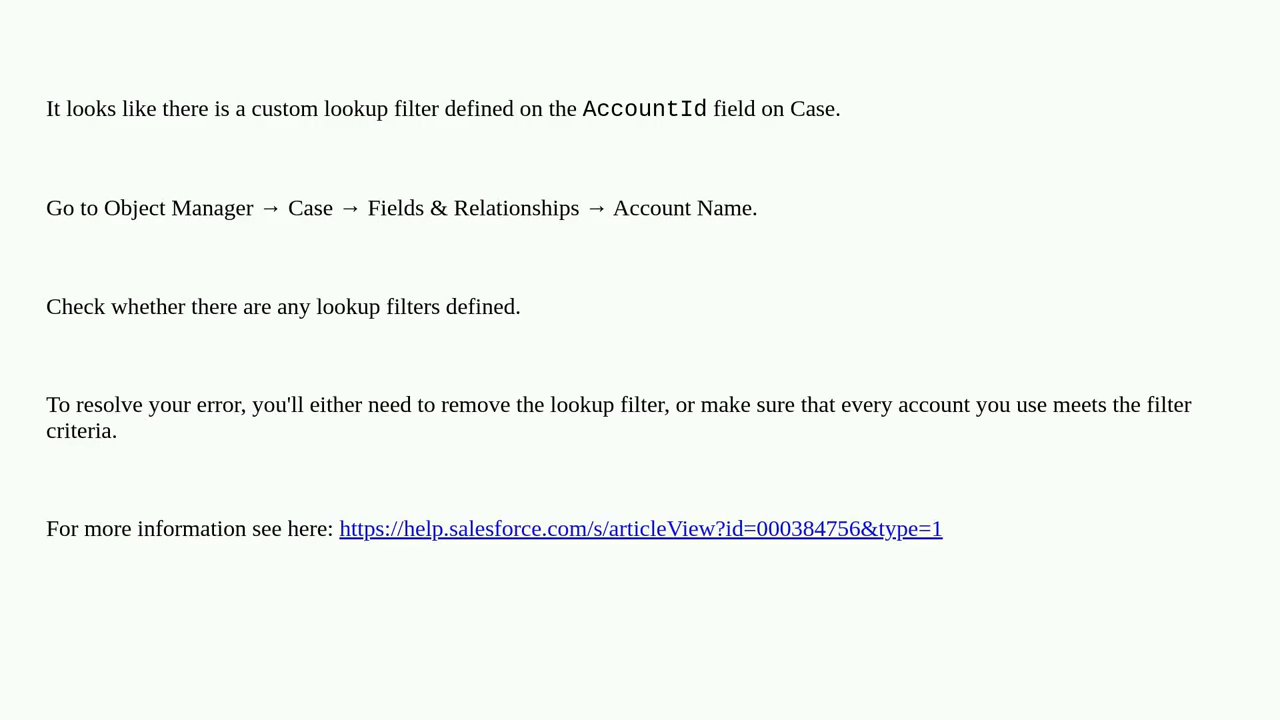 It looks like there is a custom lookup filter defined on the AccountId field on Case.
Go to Object Manager → Case → Fields & Relationships → Account Name.
Check whether there are any lookup filters defined.
To resolve your error, you'll either need to remove the lookup filter, or make sure that every account you use meets the filter
criteria.
For more information see here: https://help.salesforce.com/s/articleView?id=000384756&type=1